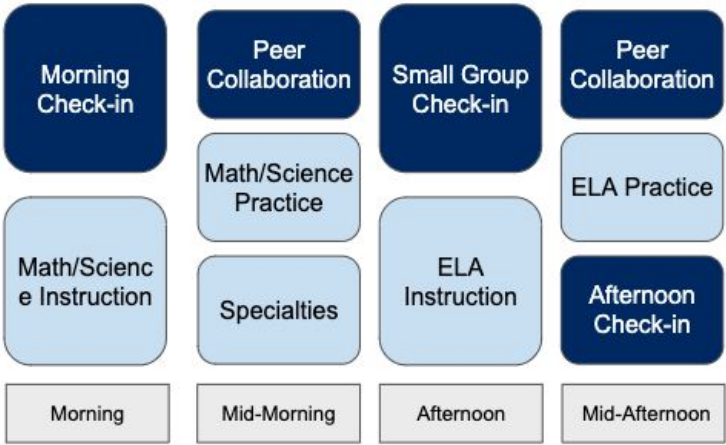 Morning
Check-in
Math/Scienc
e Instruction
Morning
Peer
Collaboration
Math/Science
Practice
Specialties
Mid-Morning
Small Group
Check-in
ELA
Instruction
Afternoon
Peer
Collaboration
ELA Practice
Afternoon
Check-in
Mid-Afternoon